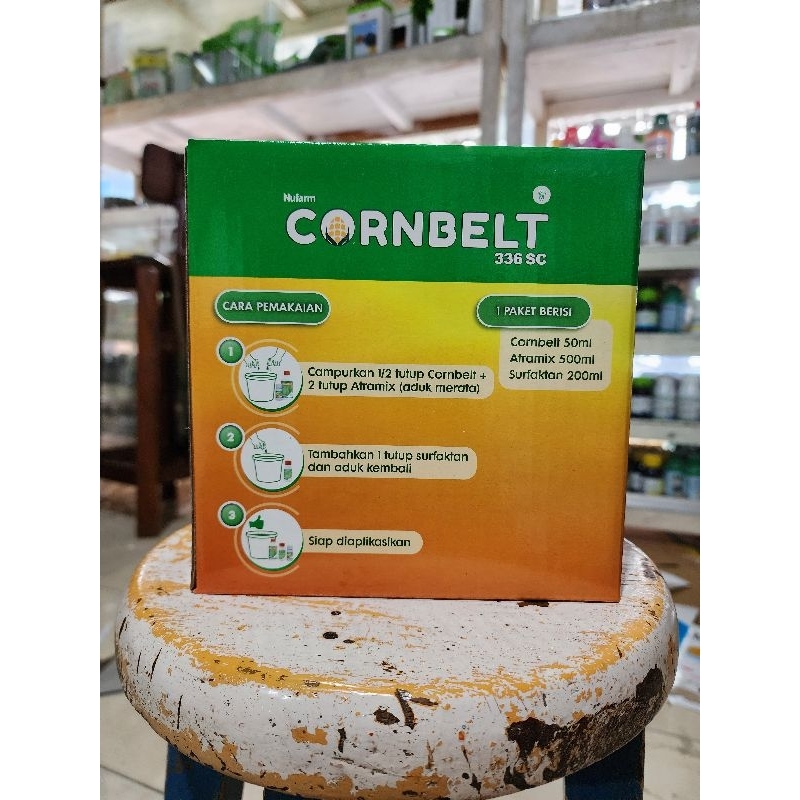 Nufarm
CORNBELT
336 SC
CARA PEMAKAIAN
1
Campurkan 1/2 tutup Cornbelt +
2 tutup Atramix (aduk merata)
2
Tambahkan 1 tutup surfaktan
dan aduk kembali
3
Siap diaplikasikan
1 PAKET BERISI
Cornbelt 50ml
Atramix 500ml
Surfaktan 200ml